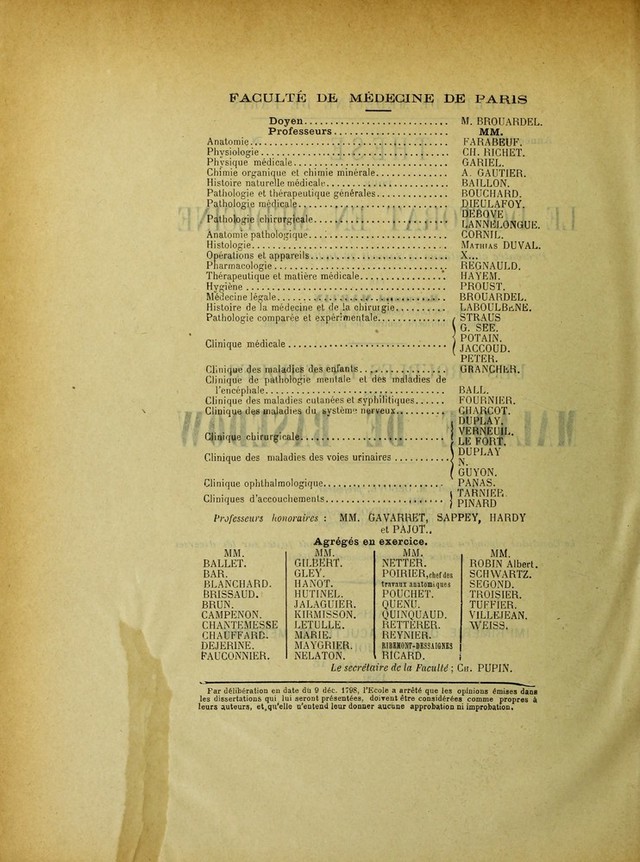 FACULTÉ DE MÉDECINE DE PARIS
Doyen.......................... M. BROUARDEL.
Professeurs.................... MM.
Anatomie....................... FARABEUF.
Physiologie.................... CH. RICHET.
Physique médicale.............. GARIEL.
Chimie organique et chimie minérale.............. A. GAUTIER.
Histoire naturelle médicale.............. BAILLON.
Pathologie et thérapeutique générales.............. BOUCHARD.
Pathologie médicale.............. DIEULAFOY.
DEBOVE
Pathologie chirurgicale.............. LANNELONGUE.
Anatomie pathologique.............. CORNIL.
Histologie.............. MATHIAS DUVAL.
Opérations et appareils.............. X...
Pharmacologie.............. REGNAULD.
Thérapeutique et matière médicale.............. HAYEM.
Hygiène.............. PROUST.
Médecine légale.............. BROUARDEL.
Histoire de la médecine et de la chirurgie.......... LABOULBENE.
Pathologie comparée et expérimentale.............. STRAUS
G. SEE.
Clinique médicale.............. POTAIN.
JACCOUD.
PETER.
Clinique des maladies des enfants.............. GRANCHER.
Clinique de pathologie mentale et des maladies de
l'encéphale.............. BALL.
Clinique des maladies cutanées et syphilitiques...... FOURNIER.
Clinique des maladies du système nerveux.......... CHARCOT.
DUPLAY.
Clinique chirurgicale.............. VERNEUIL.
LE FORT.
DUPLAY
Clinique des maladies des voies urinaires .......... N.
GUYON.
Clinique ophthalmologique.............. PANAS.
Cliniques d'accouchements.............. TARNIER
PINARD
Professeurs honoraires : MM. GAVARRET, SAPPEY, HARDY
et PAJOT..
Agrégés en exercice.
MM. MM. MM. MM.
BALLET. GILBERT. NETTER. ROBIN Albert.
BAR. GLEY. POIRIER, chef des SCHWARTZ.
BLANCHARD. HANOT. travaux anatomiques SEGOND.
BRISSAUD. HUTINEL. POUCHET. TROISIER.
BRUN. JALAGUIER. QUENU. TUFFIER.
CAMPENON. KIRMISSON. QUINQUAUD. VILLEJEAN.
CHANTEMESSE LETULLE. RETTERER. WEISS.
CHAUFFARD. MARIE. REYNIER.
DEJERINE. MAYGRIER. RIBEMONT-DESSAIGNES
FAUCONNIER. NELATON. RICARD.
Le secrétaire de la Faculté ; CH. PUPIN.
Par délibération en date du 9 déc. 1798, l'Ecole a arrêté que les opinions émises dans
les dissertations qui lui seront présentées, doivent être considérées comme propres à
leurs auteurs, et qu'elle n'entend leur donner aucune approbation ni improbation.